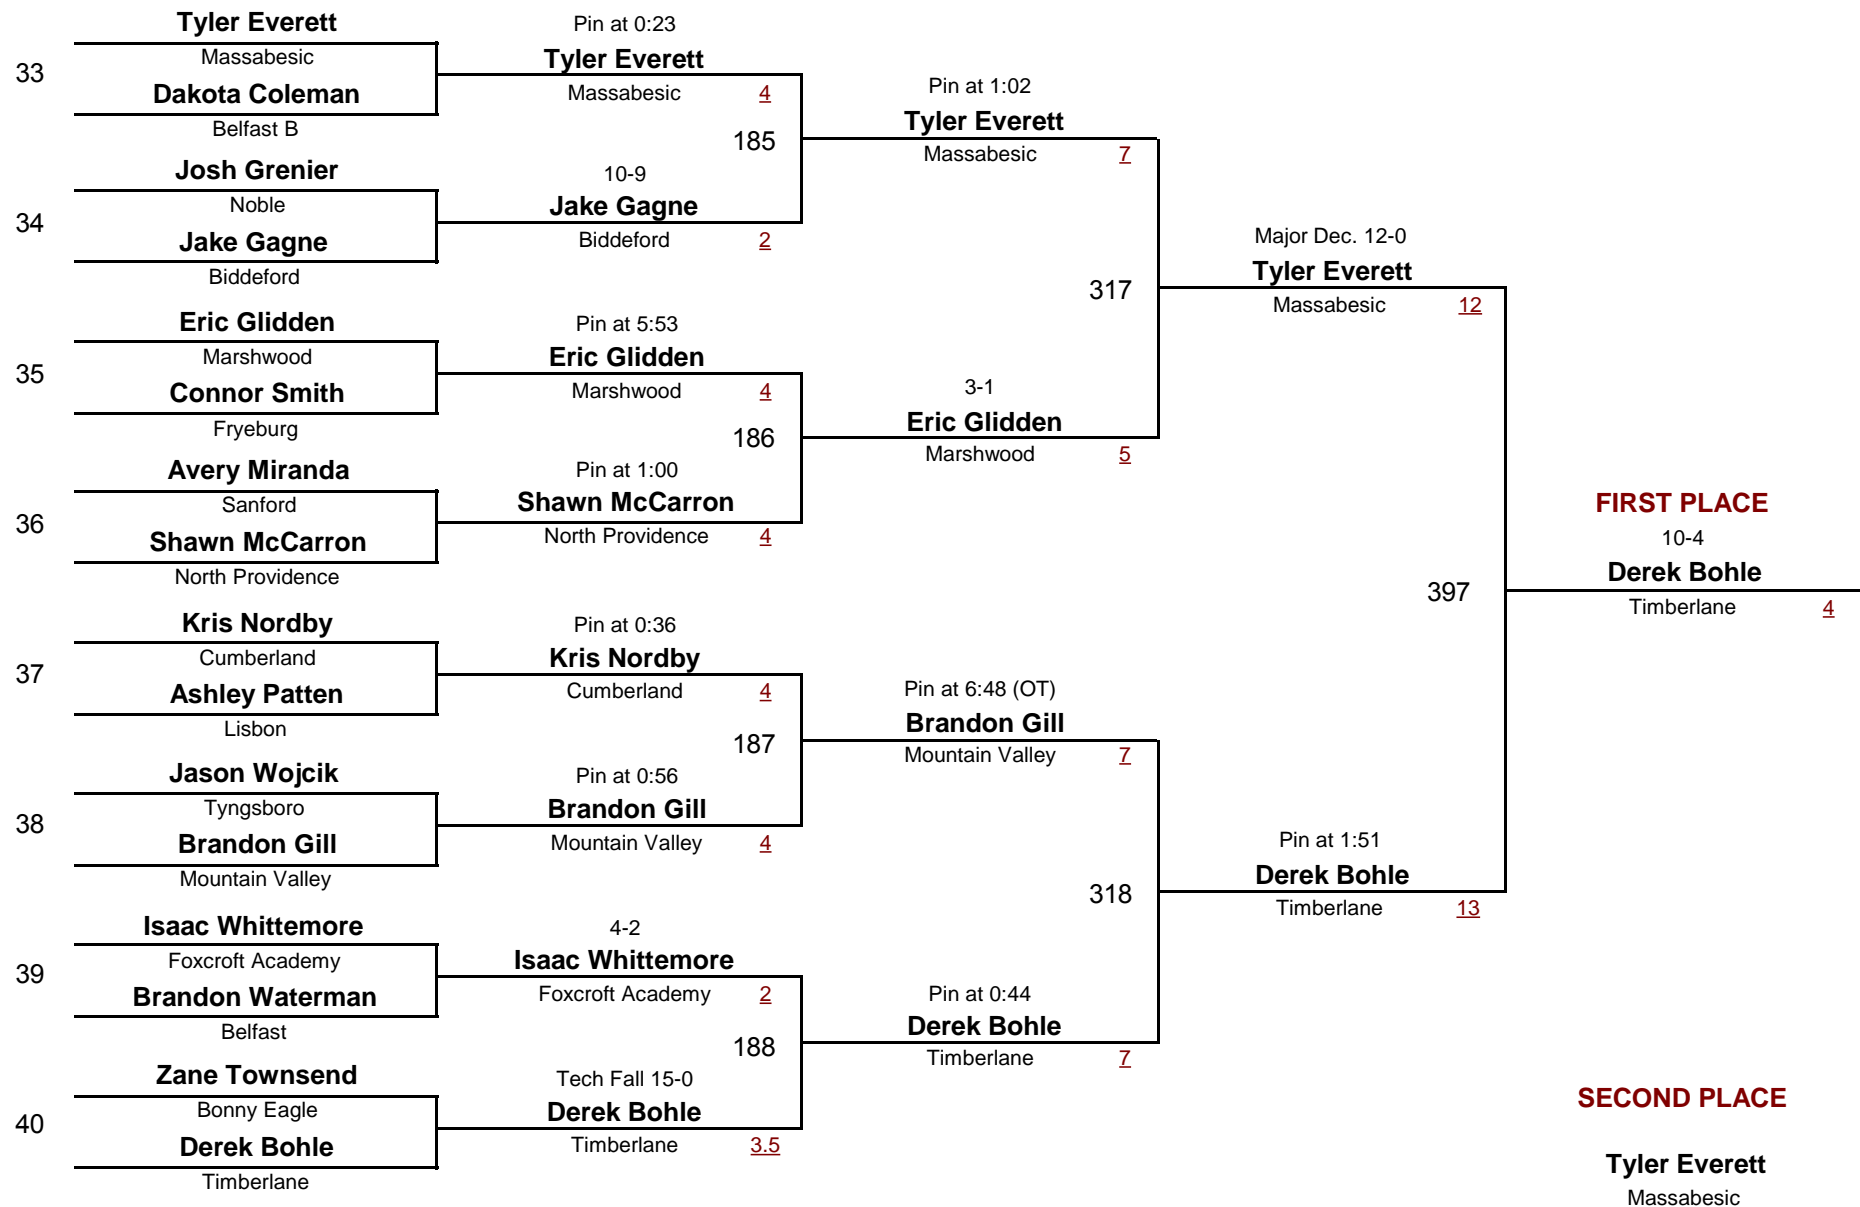 Tyler Everett
33
Massabesic
Dakota Coleman
Belfast B
Josh Grenier
34
Noble
Jake Gagne
Biddeford
Eric Glidden
35
Marshwood
Connor Smith
Fryeburg
Avery Miranda
36
Sanford
Shawn McCarron
North Providence
Kris Nordby
37
Cumberland
Ashley Patten
Lisbon
Jason Wojcik
38
Tyngsboro
Brandon Gill
Mountain Valley
Isaac Whittemore
39
Foxcroft Academy
Brandon Waterman
Belfast
Zane Townsend
40
Bonny Eagle
Derek Bohle
Timberlane
Pin at 0:23
Tyler Everett
Massabesic 4
185
10-9
Jake Gagne
Biddeford 2
Pin at 5:53
Eric Glidden
Marshwood 4
186
Pin at 1:00
Shawn McCarron
North Providence 4
Pin at 0:36
Kris Nordby
Cumberland 4
187
Pin at 0:56
Brandon Gill
Mountain Valley 4
4-2
Isaac Whittemore
Foxcroft Academy 2
188
Tech Fall 15-0
Derek Bohle
Timberlane 3.5
Pin at 1:02
Tyler Everett
Massabesic 7
317
3-1
Eric Glidden
Marshwood 5
Pin at 6:48 (OT)
Brandon Gill
Mountain Valley 7
318
Pin at 0:44
Derek Bohle
Timberlane 7
Major Dec. 12-0
Tyler Everett
Massabesic 12
397
Pin at 1:51
Derek Bohle
Timberlane 13
FIRST PLACE
10-4
Derek Bohle
Timberlane 4
SECOND PLACE
Tyler Everett
Massabesic